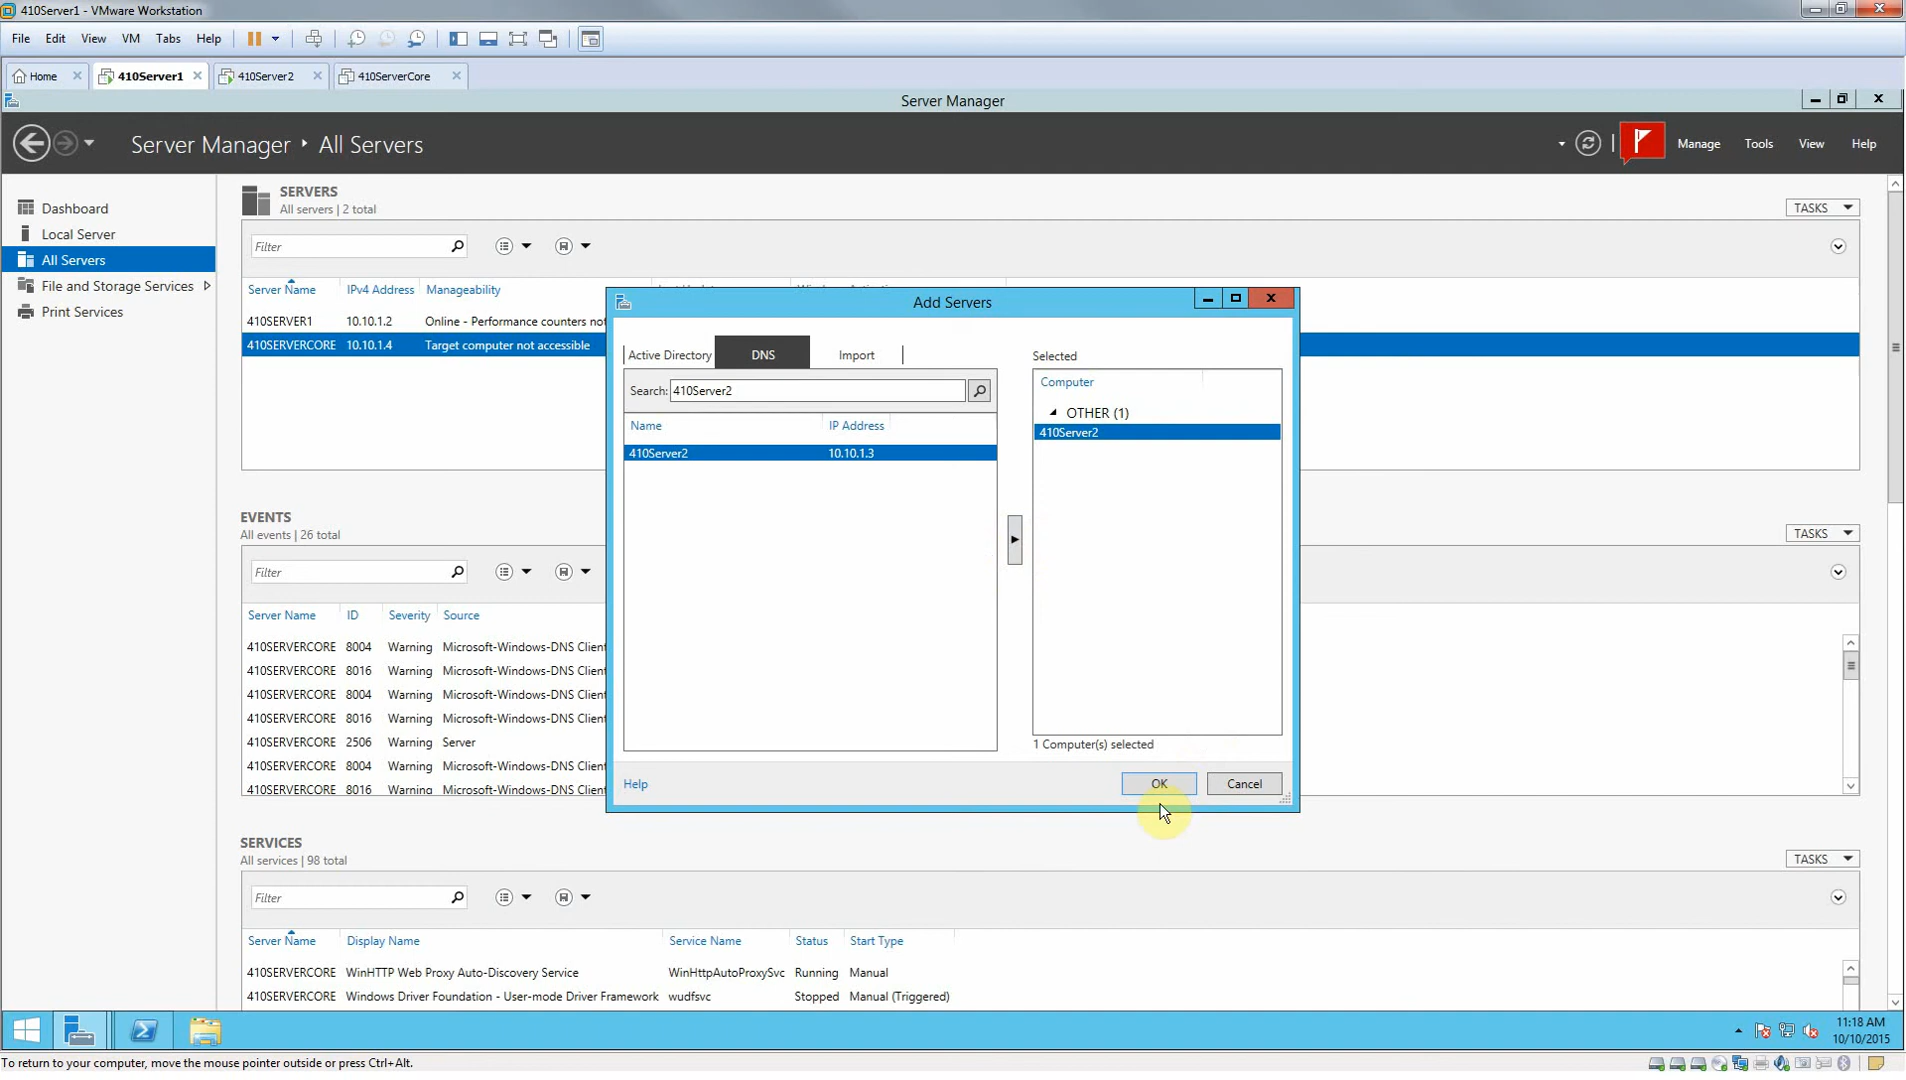 410Server1 - VMware Workstation
File Edit View VM Tabs Help
Home 410Server1 410Server2 410ServerCore
Server Manager
Server Manager All Servers
Manage Tools View Help
Dashboard
Local Server
All Servers
File and Storage Services
Print Services
SERVERS
All servers | 2 total
TASKS
Filter
Server Name IPv4 Address Manageability
410SERVER1 10.10.1.2 Online - Performance counters not
410SERVERCORE 10.10.1.4 Target computer not accessible
Add Servers
Active Directory DNS Import
Search: 410Server2
Name IP Address
410Server2 10.10.1.3
Selected
Computer
OTHER (1)
410Server2
1 Computer(s) selected
Help OK Cancel
EVENTS
All events | 26 total
TASKS
Filter
Server Name ID Severity Source
410SERVERCORE 8004 Warning Microsoft-Windows-DNS Client
410SERVERCORE 8016 Warning Microsoft-Windows-DNS Client
410SERVERCORE 8004 Warning Microsoft-Windows-DNS Client
410SERVERCORE 8016 Warning Microsoft-Windows-DNS Client
410SERVERCORE 2506 Warning Server
410SERVERCORE 8004 Warning Microsoft-Windows-DNS Client
410SERVERCORE 8016 Warning Microsoft-Windows-DNS Client
SERVICES
All services | 98 total
TASKS
Filter
Server Name Display Name Service Name Status Start Type
410SERVERCORE WinHTTP Web Proxy Auto-Discovery Service WinHttpAutoProxySvc Running Manual
410SERVERCORE Windows Driver Foundation - User-mode Driver Framework wudfsvc Stopped Manual (Triggered)
11:18 AM
10/10/2015
To return to your computer, move the mouse pointer outside or press Ctrl+Alt.